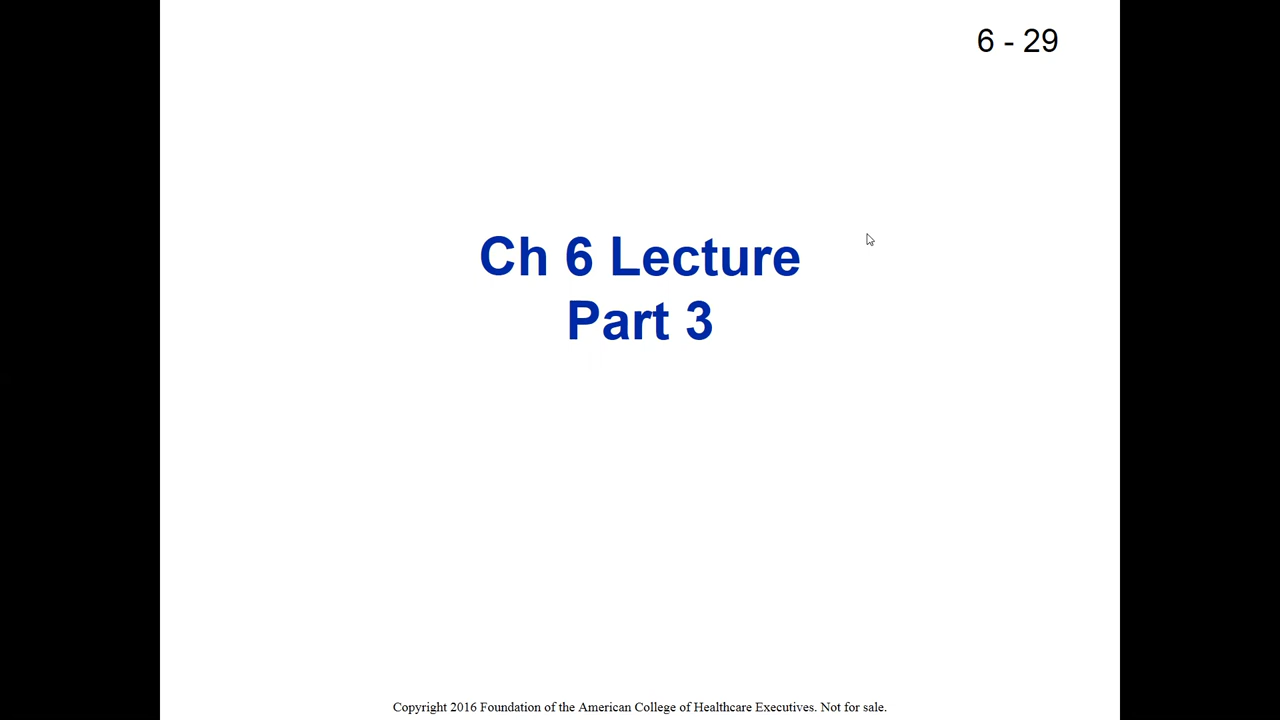 6 - 29
Ch 6 Lecture
Part 3
Copyright 2016 Foundation of the American College of Healthcare Executives. Not for sale.